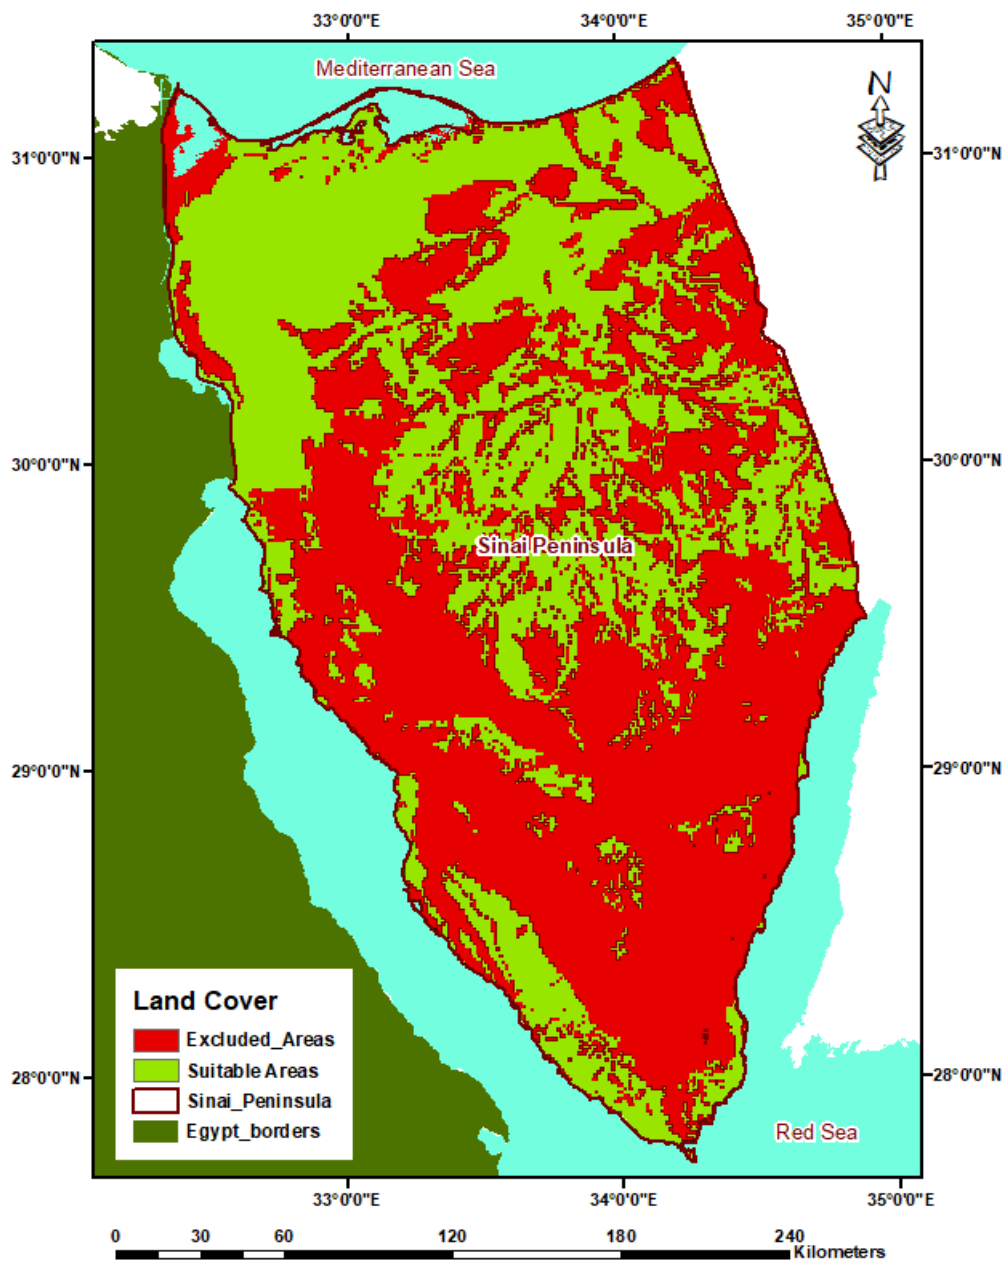 33°0'0"E 34°0'0"E 35°0'0"E
Mediterranean Sea
N
31°0'0"N 31°0'0"N
30°0'0"N 30°0'0"N
Sinai Peninsula
29°0'0"N 29°0'0"N
Land Cover
Excluded_Areas
Suitable Areas
28°0'0"N 28°0'0"N
Sinai_Peninsula
Egypt_borders
Red Sea
33°0'0"E 34°0'0"E 35°0'0"E
0 30 60 120 180 240
Kilometers